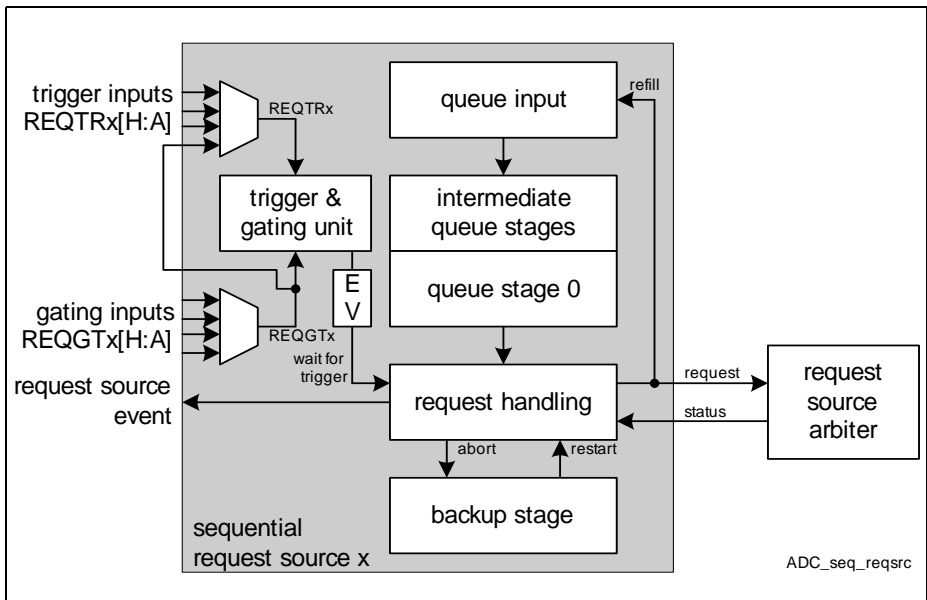 trigger inputs
REQTRx[H:A]
REQTRx
queue input
refill
trigger &
gating unit
intermediate
queue stages
queue stage 0
E
V
gating inputs
REQGTx[H:A]
REQGTx
wait for
trigger
request source
event
request handling
request
status
request
source
arbiter
abort
restart
backup stage
sequential
request source x
ADC_seq_reqsrc